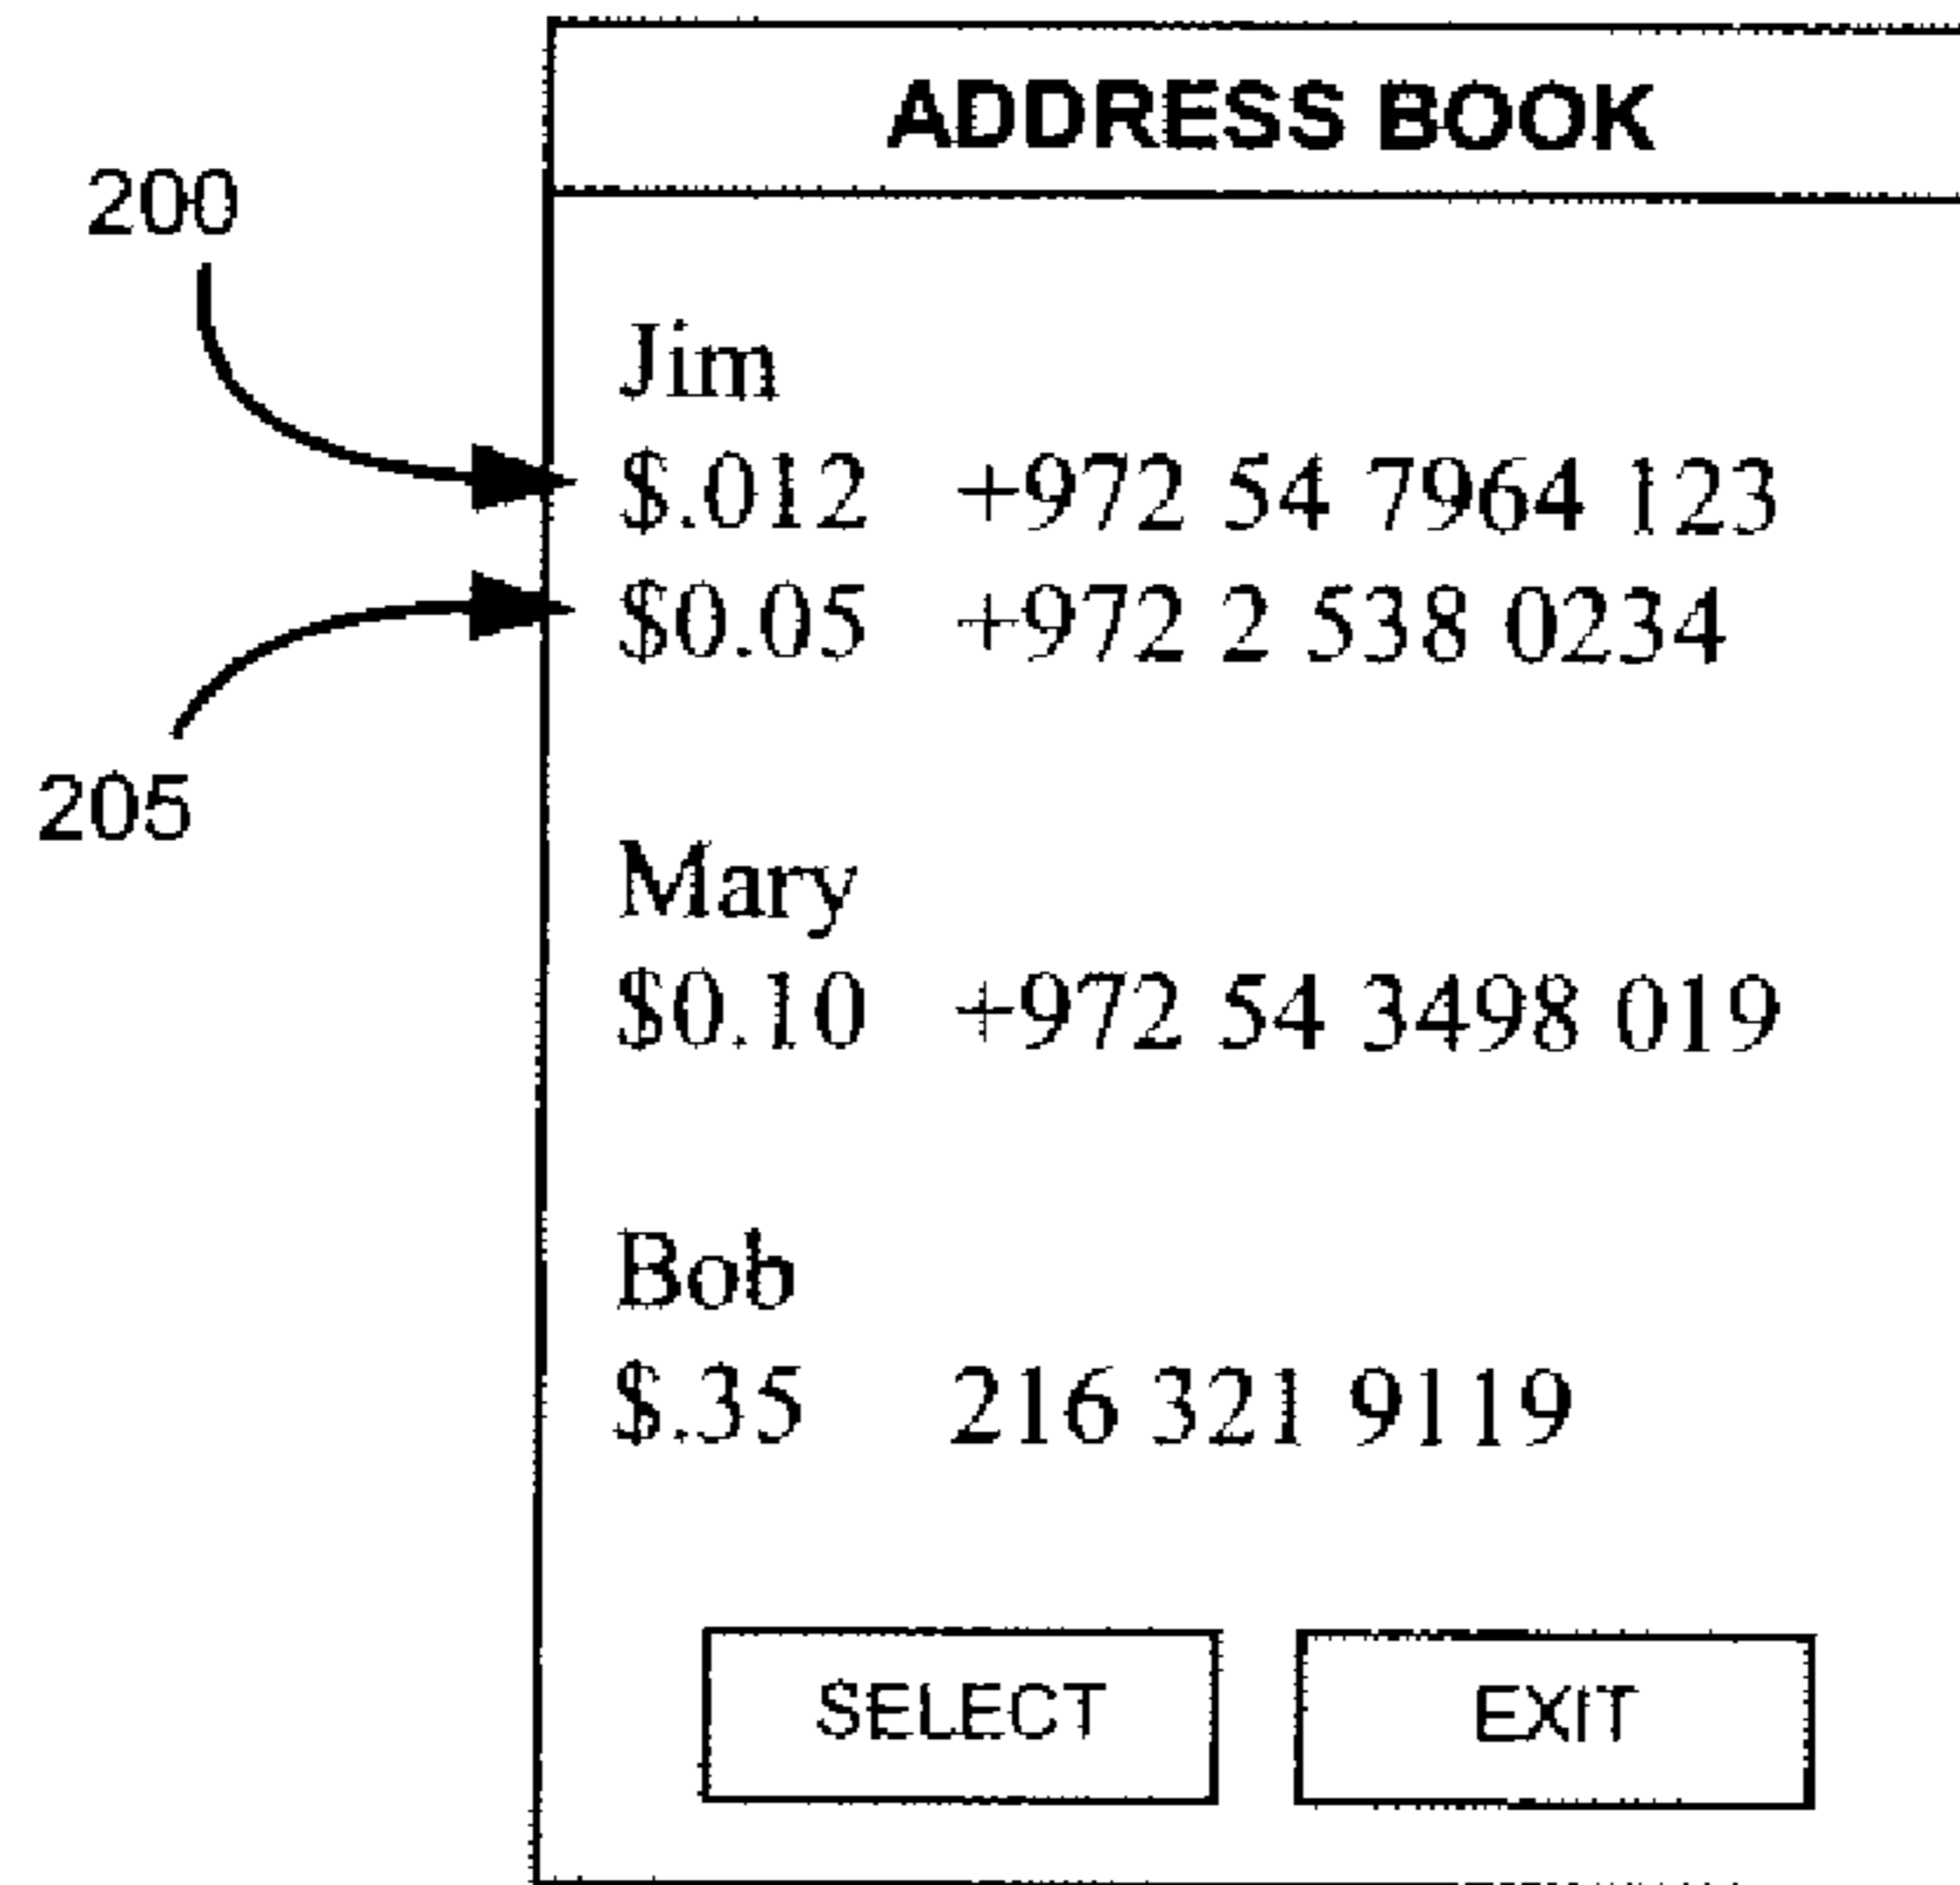 ADDRESS BOOK
200
Jim
$.012 +972 54 7964 123
$0.05 +972 2 538 0234
205
Mary
$0.10 +972 54 3498 019
Bob
$.35 216 321 9119
SELECT EXIT